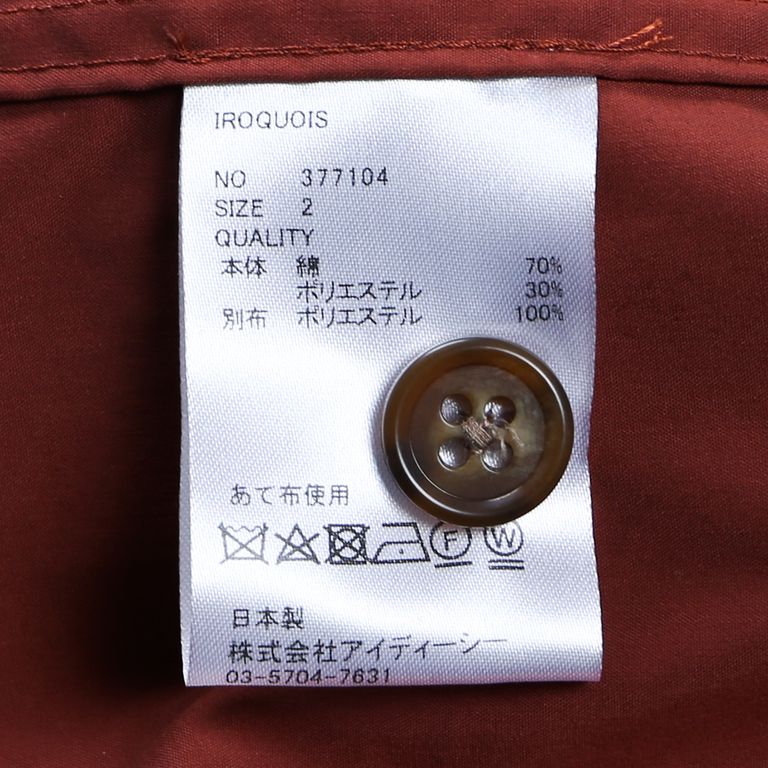 IROQUOIS
NO 377104
SIZE 2
QUALITY
本体 綿 70%
ポリエステル 30%
別布 ポリエステル 100%
あて布使用
F W
日本製
株式会社アイディーシー
03-5704-7631